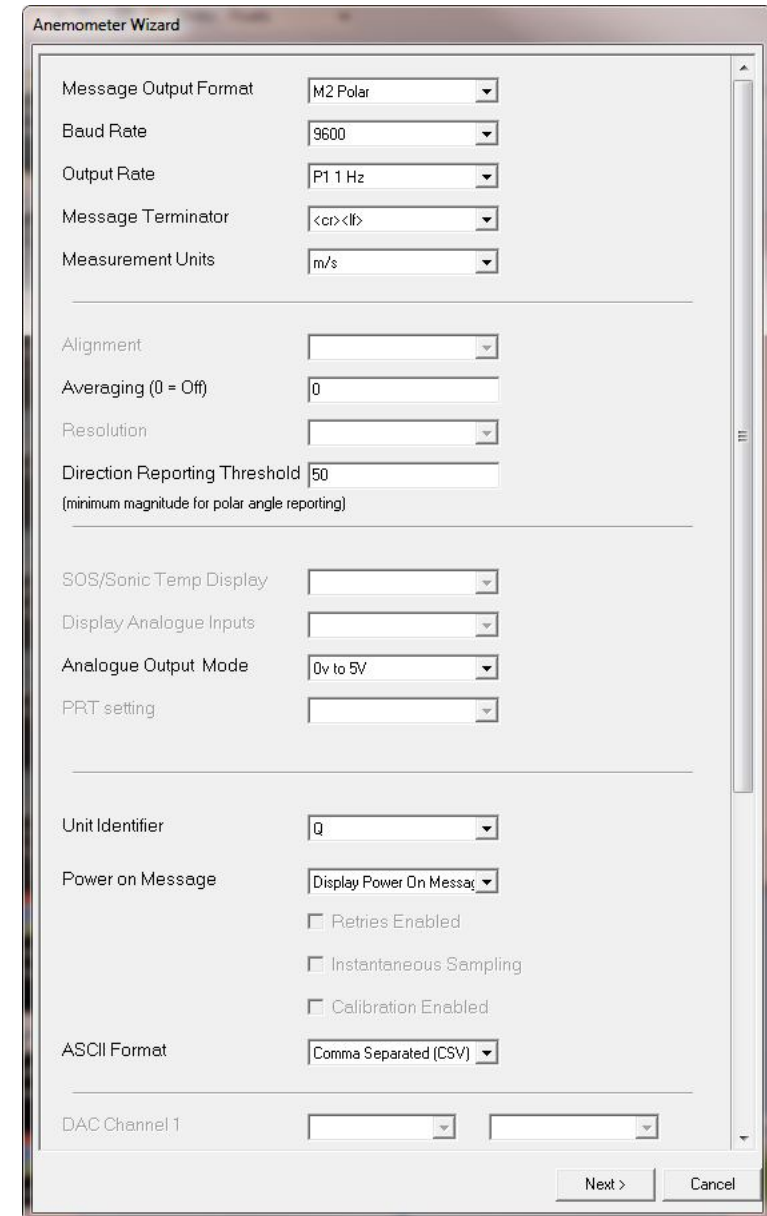 Anemometer Wizard
Message Output Format M2 Polar
Baud Rate 9600
Output Rate P1 1 Hz
Message Terminator <cr><lf>
Measurement Units m/s
Alignment
Averaging (0 = Off) 0
Resolution
Direction Reporting Threshold 50
(minimum magnitude for polar angle reporting)
SOS/Sonic Temp Display
Display Analogue Inputs
Analogue Output Mode 0v to 5V
PRT setting
Unit Identifier Q
Power on Message Display Power On Messag
Retries Enabled
Instantaneous Sampling
Calibration Enabled
ASCII Format Comma Separated (CSV)
DAC Channel 1
Next > Cancel